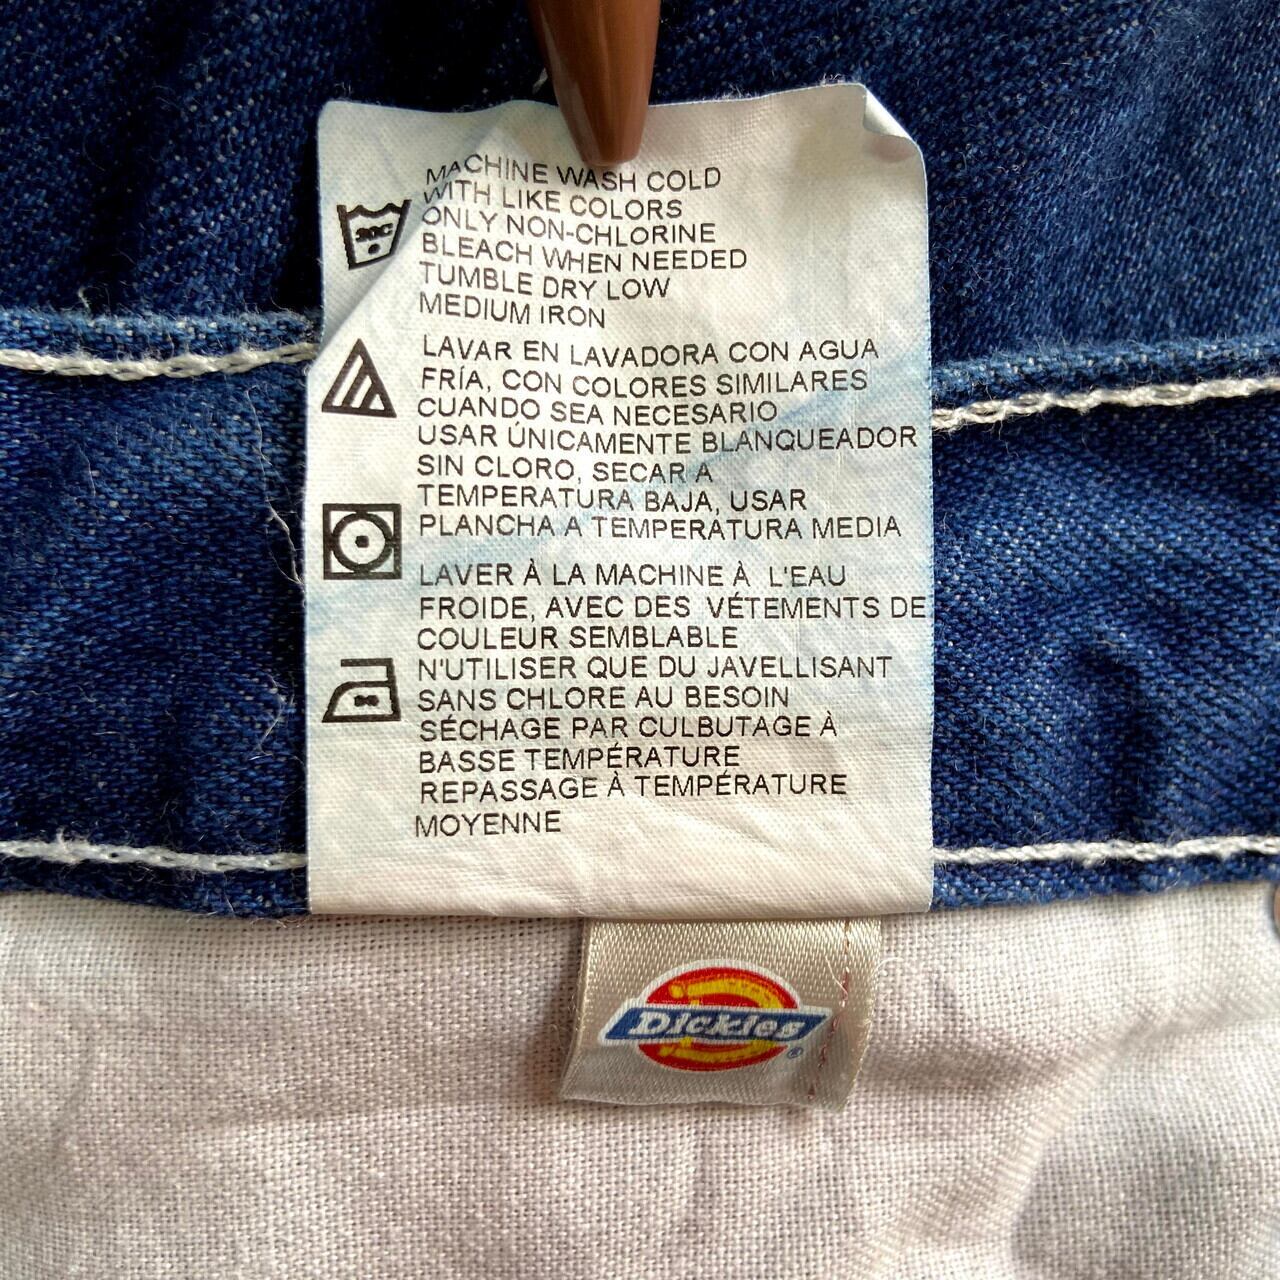 MACHINE WASH COLD
WITH LIKE COLORS
ONLY NON-CHLORINE
BLEACH WHEN NEEDED
TUMBLE DRY LOW
MEDIUM IRON
30C
LAVAR EN LAVADORA CON AGUA
FRÍA, CON COLORES SIMILARES
CUANDO SEA NECESARIO
USAR ÚNICAMENTE BLANQUEADOR
SIN CLORO, SECAR A
TEMPERATURA BAJA, USAR
PLANCHA A TEMPERATURA MEDIA
LAVER À LA MACHINE À L'EAU
FROIDE, AVEC DES VÉTEMENTS DE
COULEUR SEMBLABLE
N'UTILISER QUE DU JAVELLISANT
SANS CHLORE AU BESOIN
SÉCHAGE PAR CULBUTAGE À
BASSE TEMPÉRATURE
REPASSAGE À TEMPÉRATURE
MOYENNE
Dickies®